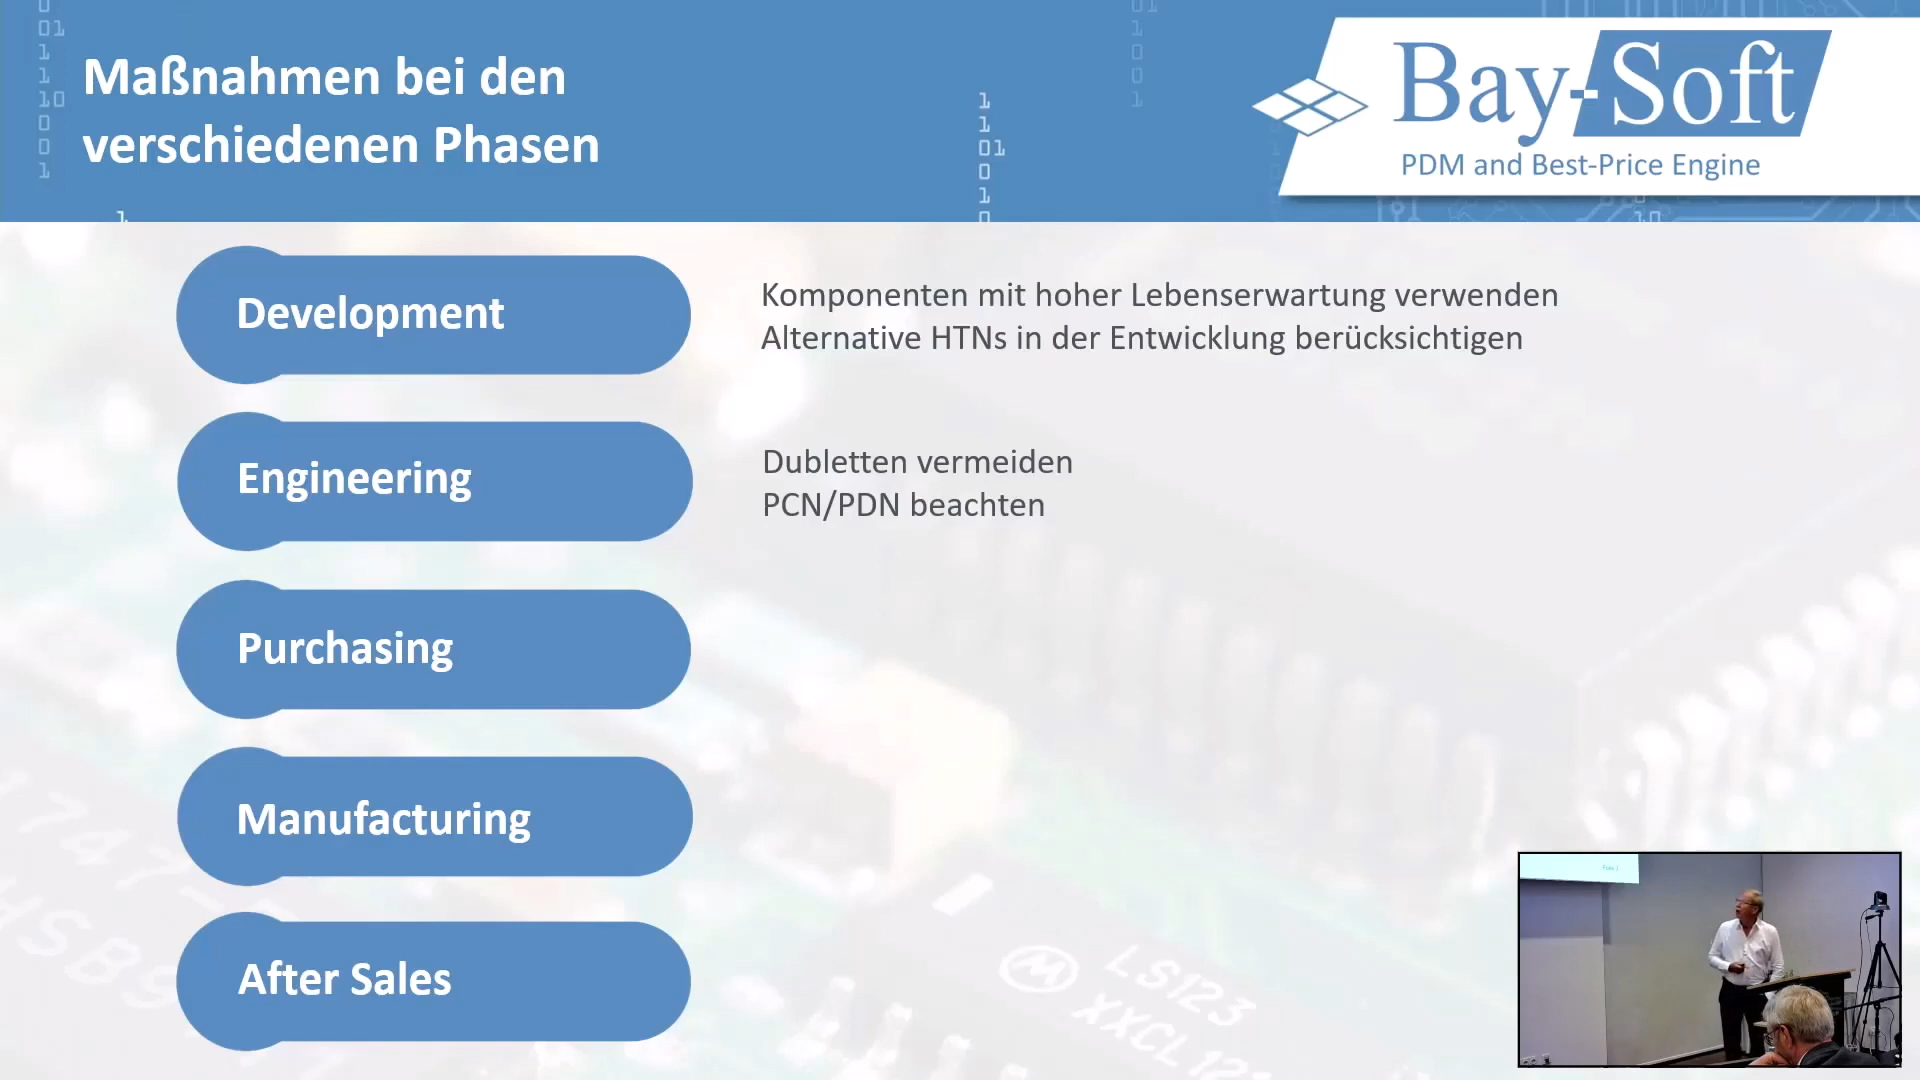 Maßnahmen bei den
verschiedenen Phasen
Bay-Soft
PDM and Best-Price Engine
Development
Komponenten mit hoher Lebenserwartung verwenden
Alternative HTNs in der Entwicklung berücksichtigen
Engineering
Dubletten vermeiden
PCN/PDN beachten
Purchasing
Manufacturing
After Sales
LS123